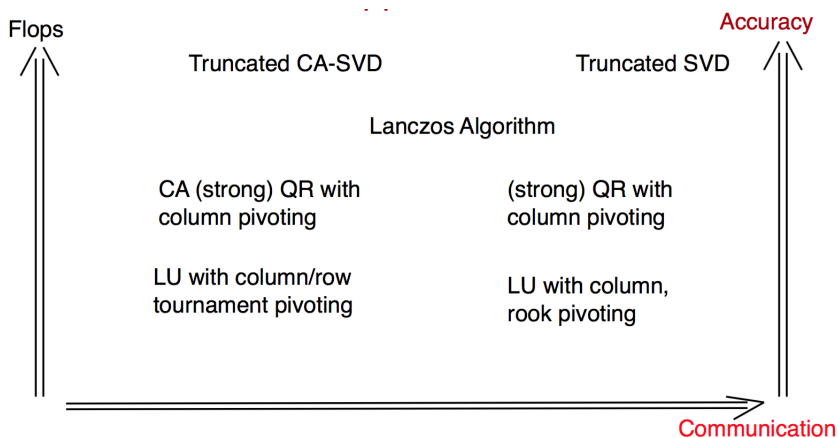 Flops
Accuracy
Truncated CA-SVD
Truncated SVD
Lanczos Algorithm
CA (strong) QR with
column pivoting
(strong) QR with
column pivoting
LU with column/row
tournament pivoting
LU with column,
rook pivoting
Communication